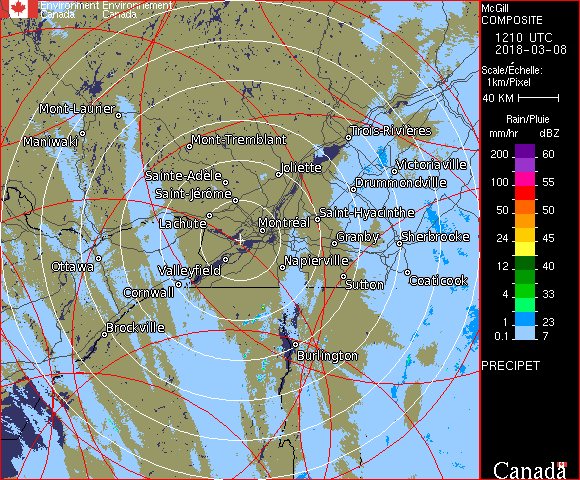 Environment Environnement
Canada Canada
Mont-Laurier
Maniwaki
Mont-Tremblant
Trois-Rivières
Joliette
Victoriaville
Sainte-Adèle
Drummondville
Saint-Jérôme
Lachute
Montréal
Saint-Hyacinthe
Granby
Sherbrooke
Ottawa
Valleyfield
Napierville
Cornwall
Sutton
Coaticook
Brockville
Burlington
McGill
COMPOSITE
1210 UTC
2018-03-08
Scale/Échelle:
1km/Pixel
40 KM
Rain/Pluie
mm/hr dBZ
200 60
100 55
50 50
24 45
12 40
4 33
1 23
0.1 7
PRECIPET
Canada